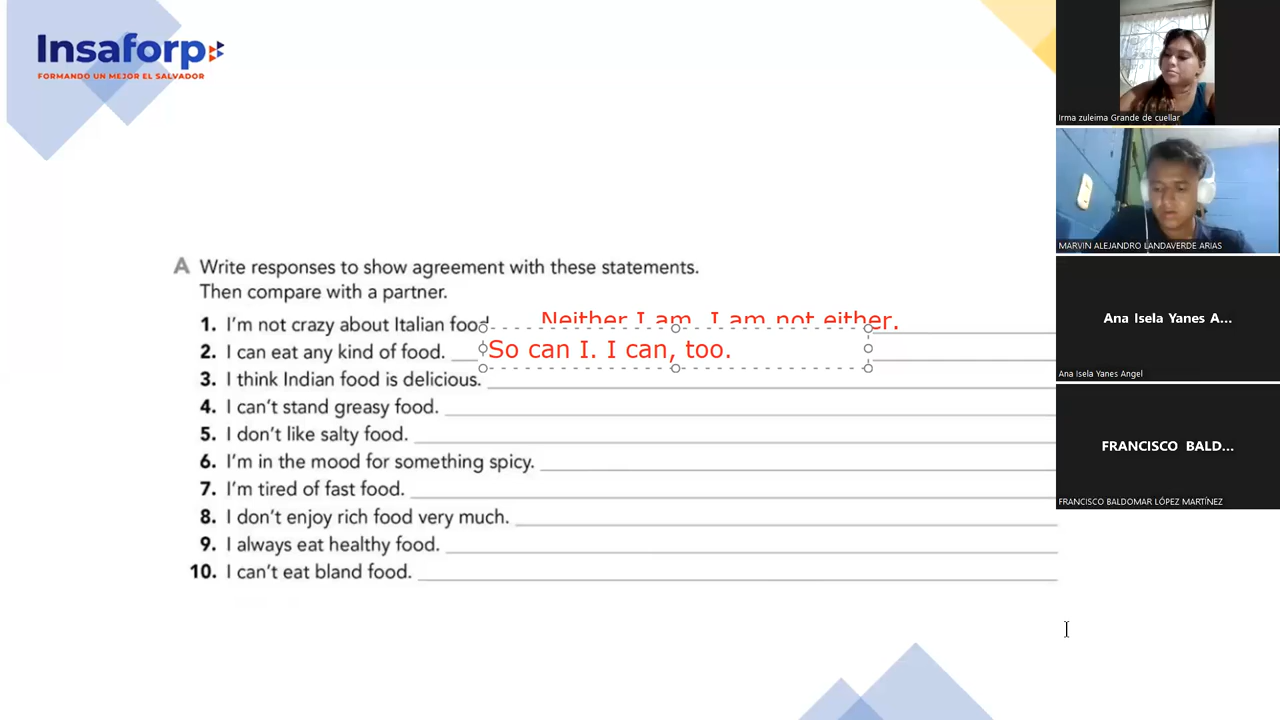 Insaforp
FORMANDO UN MEJOR EL SALVADOR
A Write responses to show agreement with these statements.
Then compare with a partner.
1. I'm not crazy about Italian food Neither I am. I am not either.
2. I can eat any kind of food. So can I. I can, too.
3. I think Indian food is delicious.
4. I can't stand greasy food.
5. I don't like salty food.
6. I'm in the mood for something spicy.
7. I'm tired of fast food.
8. I don't enjoy rich food very much.
9. I always eat healthy food.
10. I can't eat bland food.
Irma zuleima Grande de cuellar
MARVIN ALEJANDRO LANDAVERDE ARIAS
Ana Isela Yanes A...
Ana Isela Yanes Angel
FRANCISCO BALD...
FRANCISCO BALDOMAR LÓPEZ MARTÍNEZ